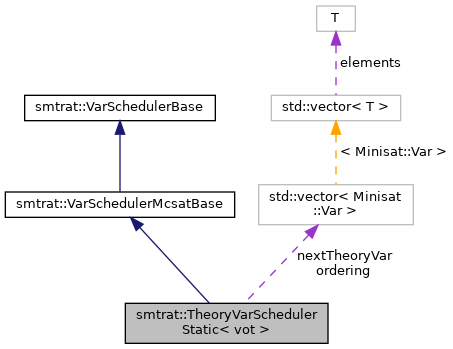 T
elements
smtrat::VarSchedulerBase
std::vector< T >
< Minisat::Var >
smtrat::VarSchedulerMcsatBase
std::vector< Minisat
::Var >
nextTheoryVar
ordering
smtrat::TheoryVarScheduler
Static< vot >